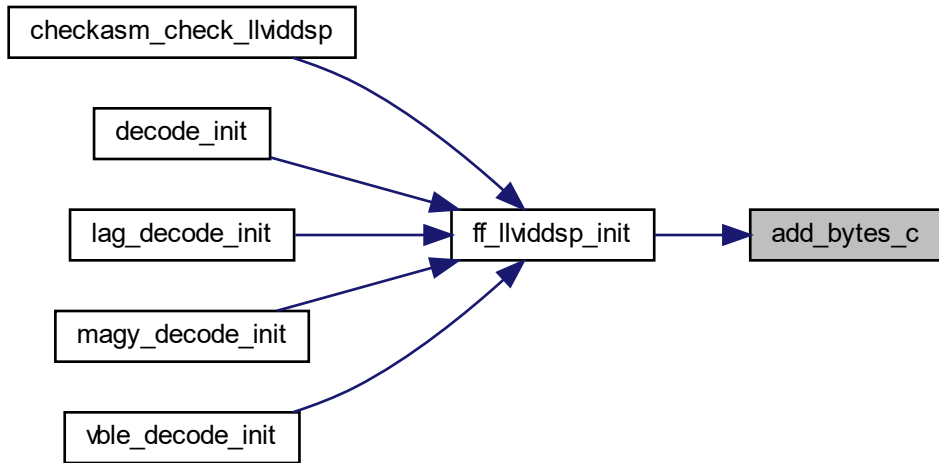 checkasm_check_llviddsp
decode_init
lag_decode_init
ff_llviddsp_init
add_bytes_c
magy_decode_init
vble_decode_init